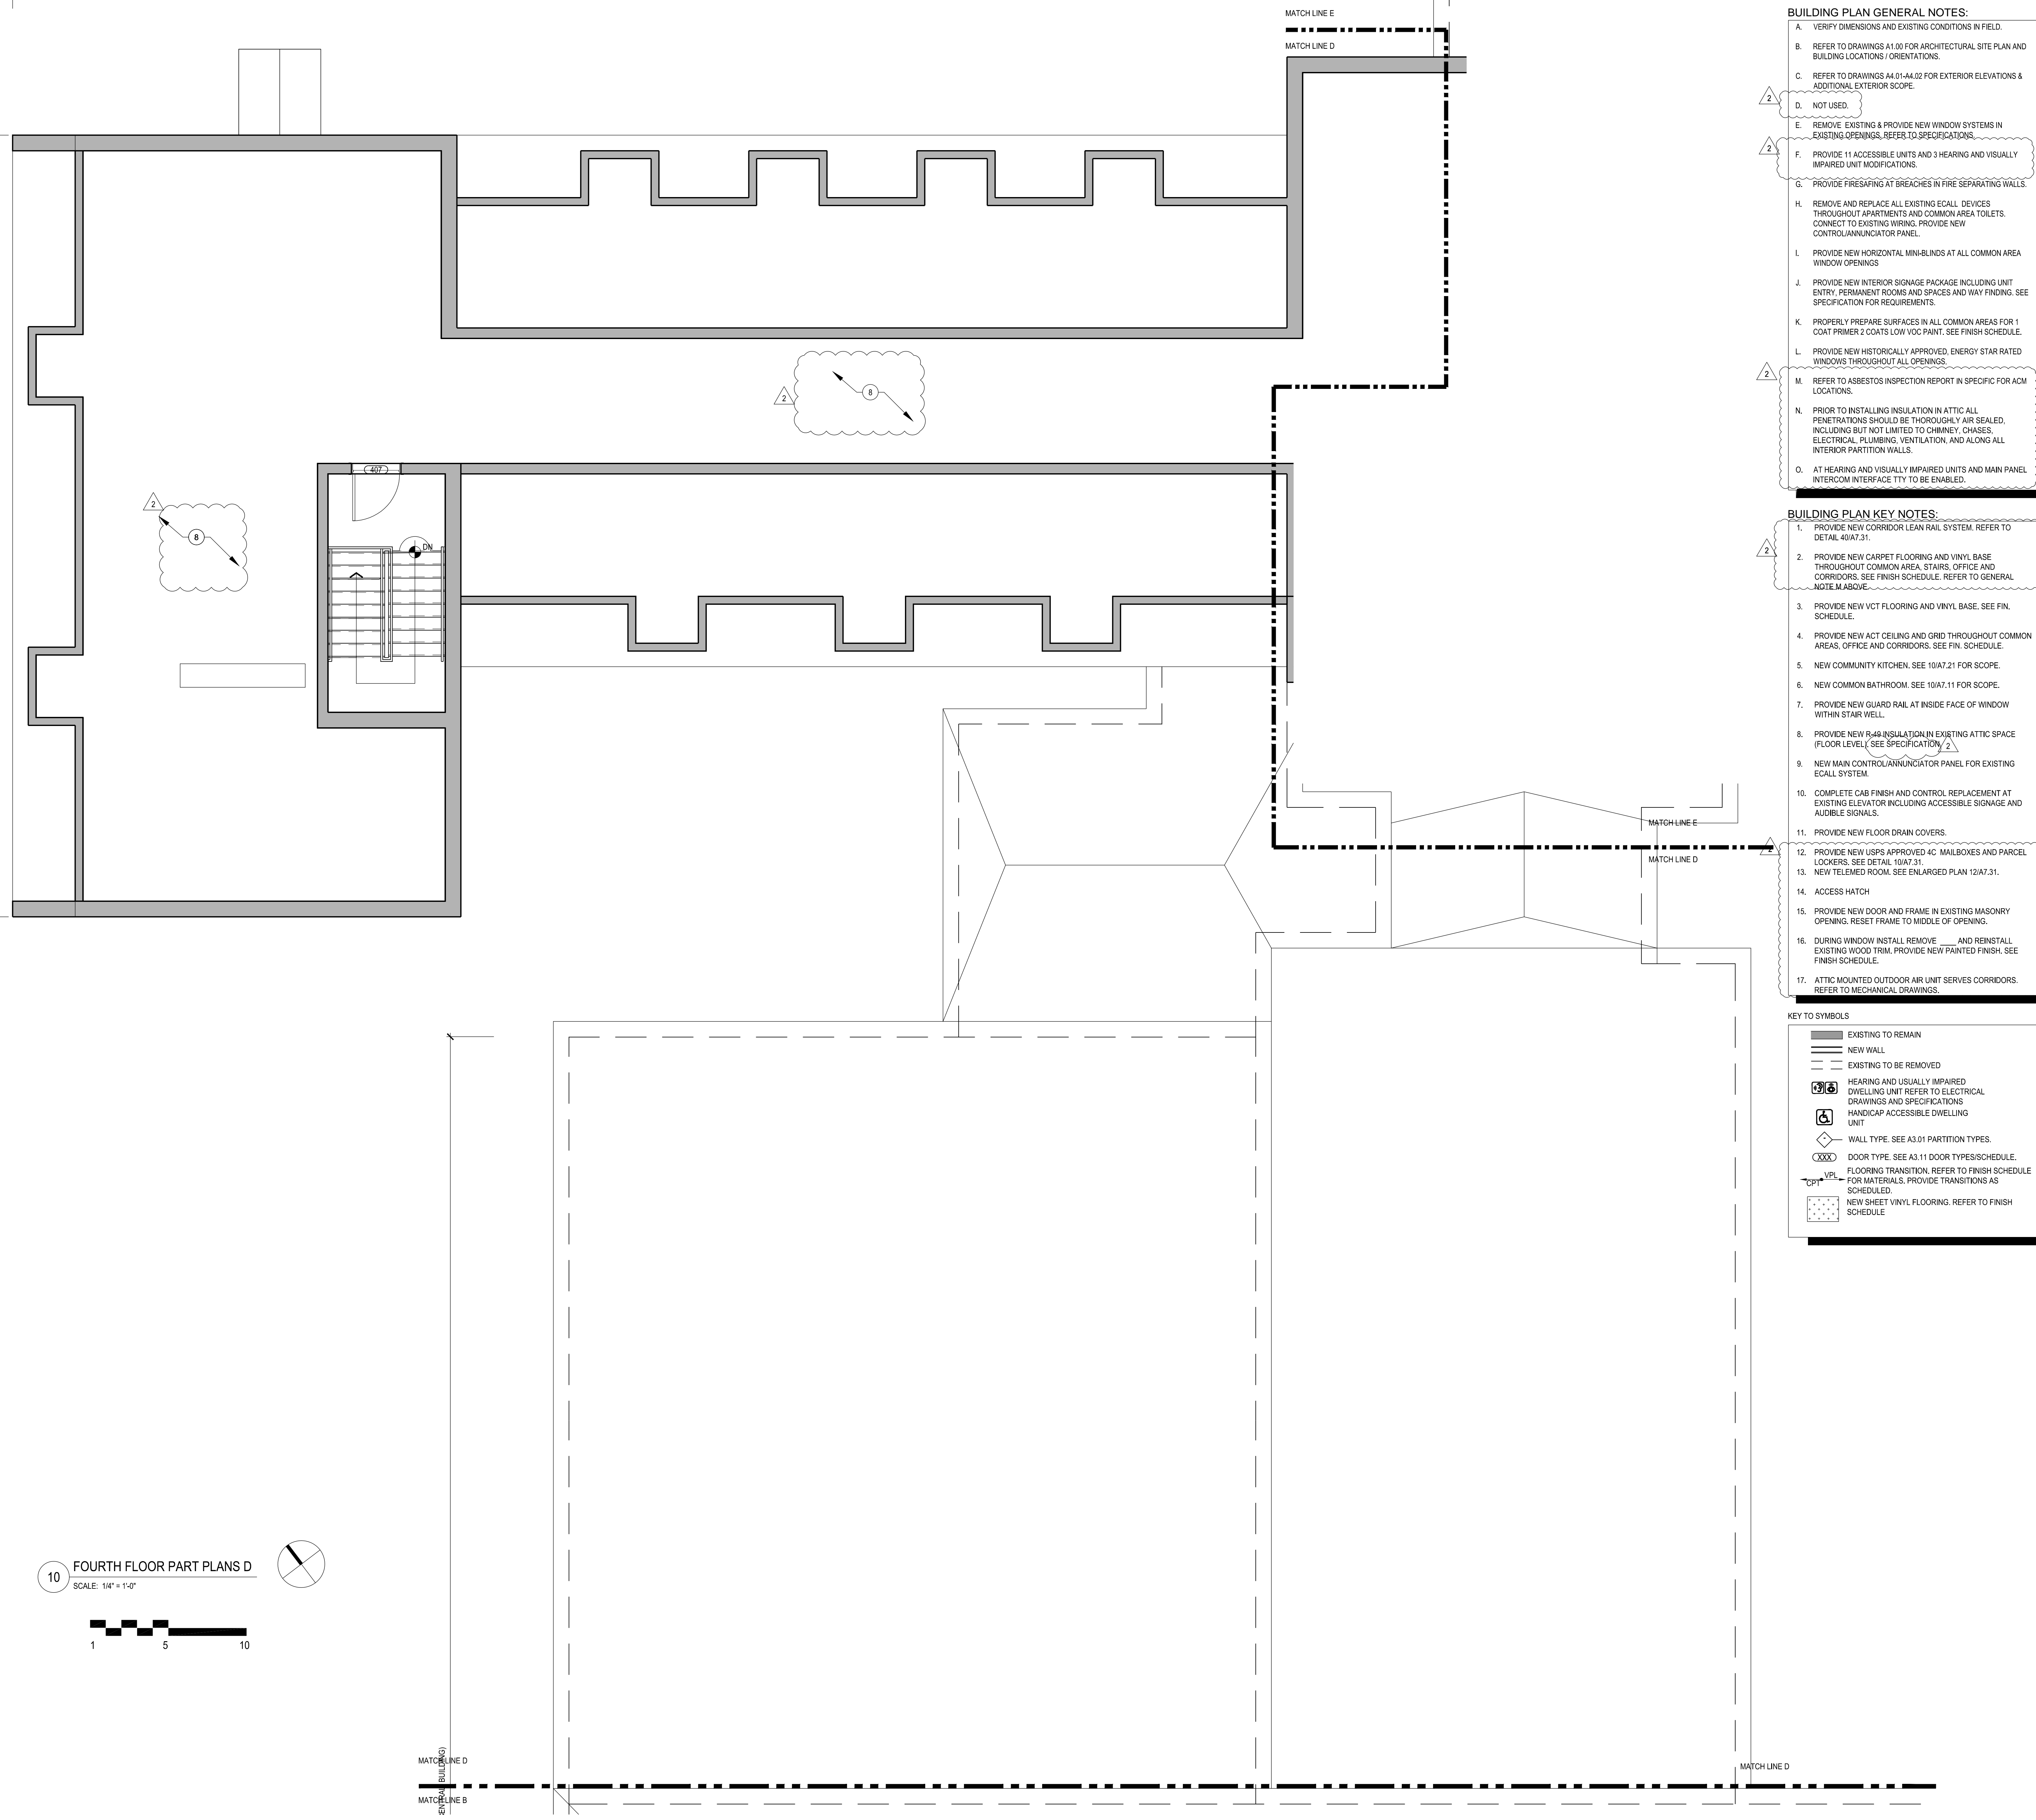 MATCH LINE E
MATCH LINE D
2
8
407
2
8
DN
MATCH LINE E
MATCH LINE D
10
FOURTH FLOOR PART PLANS D
SCALE: 1/4" = 1'-0"
1 5 10
MATCH LINE D
MATCH LINE B
MATCH LINE D
BUILDING PLAN GENERAL NOTES:
A. VERIFY DIMENSIONS AND EXISTING CONDITIONS IN FIELD.
B. REFER TO DRAWINGS A1.00 FOR ARCHITECTURAL SITE PLAN AND
BUILDING LOCATIONS / ORIENTATIONS.
C. REFER TO DRAWINGS A4.01-A4.02 FOR EXTERIOR ELEVATIONS &
ADDITIONAL EXTERIOR SCOPE.
2
D. NOT USED.
E. REMOVE EXISTING & PROVIDE NEW WINDOW SYSTEMS IN
EXISTING OPENINGS. REFER TO SPECIFICATIONS
2
F. PROVIDE 11 ACCESSIBLE UNITS AND 3 HEARING AND VISUALLY
IMPAIRED UNIT MODIFICATIONS.
G. PROVIDE FIRESAFING AT BREACHES IN FIRE SEPARATING WALLS.
H. REMOVE AND REPLACE ALL EXISTING ECALL DEVICES
THROUGHOUT APARTMENTS AND COMMON AREA TOILETS.
CONNECT TO EXISTING WIRING. PROVIDE NEW
CONTROL/ANNUNCIATOR PANEL.
I. PROVIDE NEW HORIZONTAL MINI-BLINDS AT ALL COMMON AREA
WINDOW OPENINGS
J. PROVIDE NEW INTERIOR SIGNAGE PACKAGE INCLUDING UNIT
ENTRY, PERMANENT ROOMS AND SPACES AND WAY FINDING. SEE
SPECIFICATION FOR REQUIREMENTS.
K. PROPERLY PREPARE SURFACES IN ALL COMMON AREAS FOR 1
COAT PRIMER 2 COATS LOW VOC PAINT. SEE FINISH SCHEDULE.
L. PROVIDE NEW HISTORICALLY APPROVED, ENERGY STAR RATED
WINDOWS THROUGHOUT ALL OPENINGS.
2
M. REFER TO ASBESTOS INSPECTION REPORT IN SPECIFIC FOR ACM
LOCATIONS.
N. PRIOR TO INSTALLING INSULATION IN ATTIC ALL
PENETRATIONS SHOULD BE THOROUGHLY AIR SEALED,
INCLUDING BUT NOT LIMITED TO CHIMNEY, CHASES,
ELECTRICAL, PLUMBING, VENTILATION, AND ALONG ALL
INTERIOR PARTITION WALLS.
O. AT HEARING AND VISUALLY IMPAIRED UNITS AND MAIN PANEL
INTERCOM INTERFACE TTY TO BE ENABLED.
BUILDING PLAN KEY NOTES:
1. PROVIDE NEW CORRIDOR LEAN RAIL SYSTEM. REFER TO
DETAIL 40/A7.31.
2
2. PROVIDE NEW CARPET FLOORING AND VINYL BASE
THROUGHOUT COMMON AREA, STAIRS, OFFICE AND
CORRIDORS. SEE FINISH SCHEDULE. REFER TO GENERAL
NOTE M ABOVE.
3. PROVIDE NEW VCT FLOORING AND VINYL BASE. SEE FIN.
SCHEDULE.
4. PROVIDE NEW ACT CEILING AND GRID THROUGHOUT COMMON
AREAS, OFFICE AND CORRIDORS. SEE FIN. SCHEDULE.
5. NEW COMMUNITY KITCHEN. SEE 10/A7.21 FOR SCOPE.
6. NEW COMMON BATHROOM. SEE 10/A7.11 FOR SCOPE.
7. PROVIDE NEW GUARD RAIL AT INSIDE FACE OF WINDOW
WITHIN STAIR WELL.
8. PROVIDE NEW R-49 INSULATION IN EXISTING ATTIC SPACE
(FLOOR LEVEL). SEE SPECIFICATION
2
9. NEW MAIN CONTROL/ANNUNCIATOR PANEL FOR EXISTING
ECALL SYSTEM.
10. COMPLETE CAB FINISH AND CONTROL REPLACEMENT AT
EXISTING ELEVATOR INCLUDING ACCESSIBLE SIGNAGE AND
AUDIBLE SIGNALS.
11. PROVIDE NEW FLOOR DRAIN COVERS.
2
12. PROVIDE NEW USPS APPROVED 4C MAILBOXES AND PARCEL
LOCKERS. SEE DETAIL 10/A7.31.
13. NEW TELEMED ROOM. SEE ENLARGED PLAN 12/A7.31.
14. ACCESS HATCH
15. PROVIDE NEW DOOR AND FRAME IN EXISTING MASONRY
OPENING. RESET FRAME TO MIDDLE OF OPENING.
16. DURING WINDOW INSTALL REMOVE ____ AND REINSTALL
EXISTING WOOD TRIM. PROVIDE NEW PAINTED FINISH. SEE
FINISH SCHEDULE.
17. ATTIC MOUNTED OUTDOOR AIR UNIT SERVES CORRIDORS.
REFER TO MECHANICAL DRAWINGS.
KEY TO SYMBOLS
EXISTING TO REMAIN
NEW WALL
EXISTING TO BE REMOVED
HEARING AND USUALLY IMPAIRED
DWELLING UNIT REFER TO ELECTRICAL
DRAWINGS AND SPECIFICATIONS
HANDICAP ACCESSIBLE DWELLING
UNIT
WALL TYPE. SEE A3.01 PARTITION TYPES.
XXX DOOR TYPE. SEE A3.11 DOOR TYPES/SCHEDULE.
CPT VPL FLOORING TRANSITION. REFER TO FINISH SCHEDULE
FOR MATERIALS. PROVIDE TRANSITIONS AS
SCHEDULED.
NEW SHEET VINYL FLOORING. REFER TO FINISH
SCHEDULE